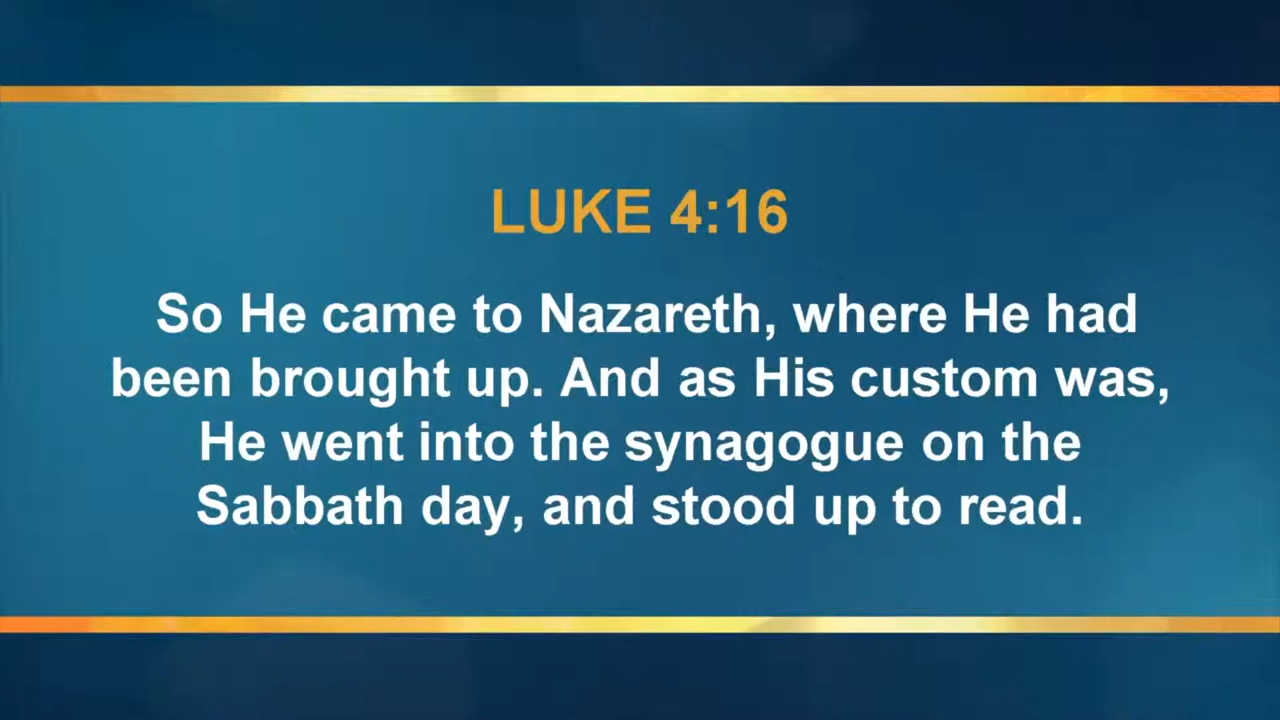 LUKE 4:16
So He came to Nazareth, where He had
been brought up. And as His custom was,
He went into the synagogue on the
Sabbath day, and stood up to read.